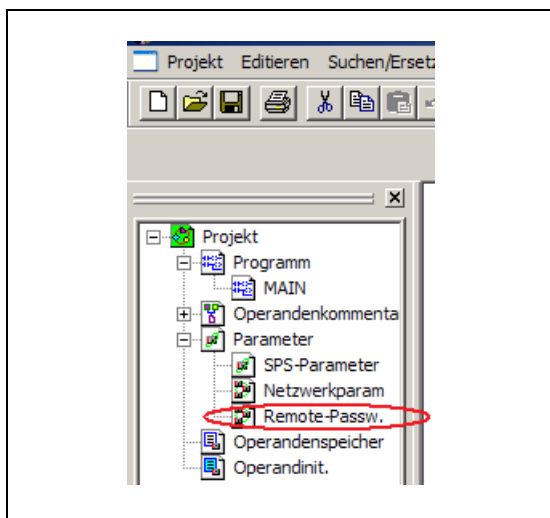 Projekt Editieren Suchen/Ersetz
Projekt
Programm
MAIN
Operandenkommenta
Parameter
SPS-Parameter
Netzwerkparam
Remote-Passw.
Operandenspeicher
Operandinit.